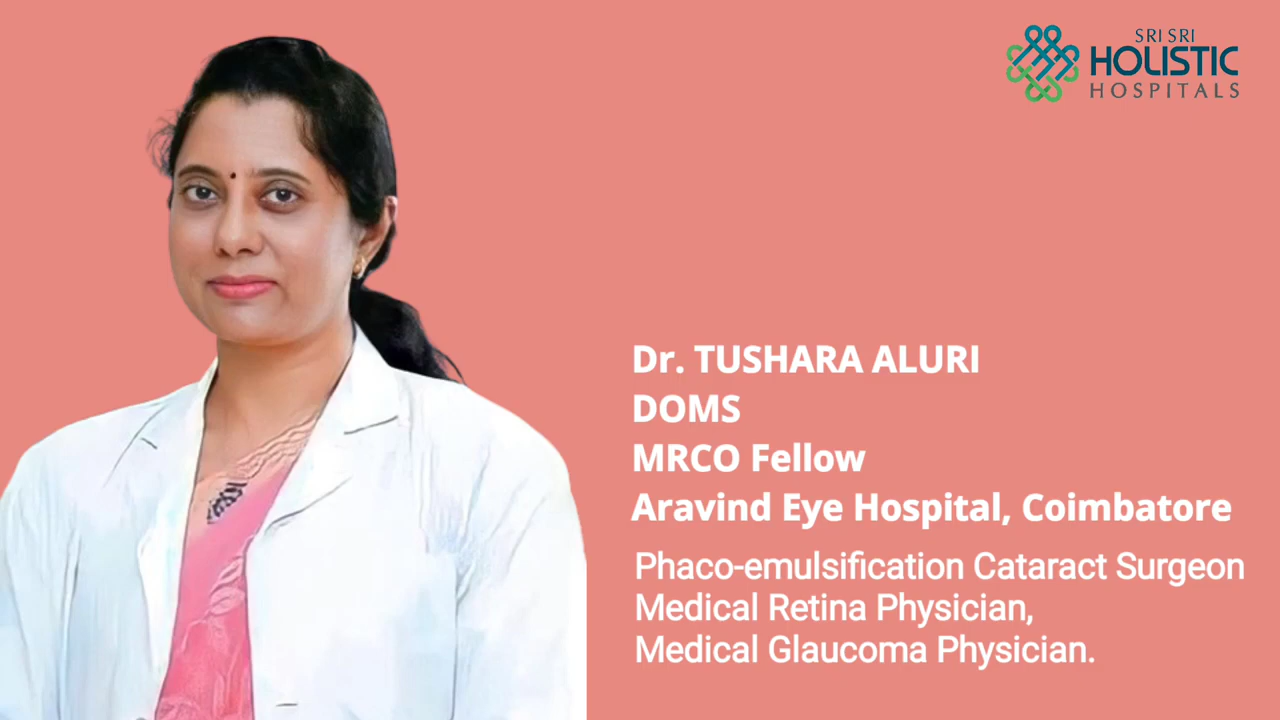 SRI SRI
HOLISTIC
HOSPITALS
Dr. TUSHARA ALURI
DOMS
MRCO Fellow
Aravind Eye Hospital, Coimbatore
Phaco-emulsification Cataract Surgeon
Medical Retina Physician,
Medical Glaucoma Physician.